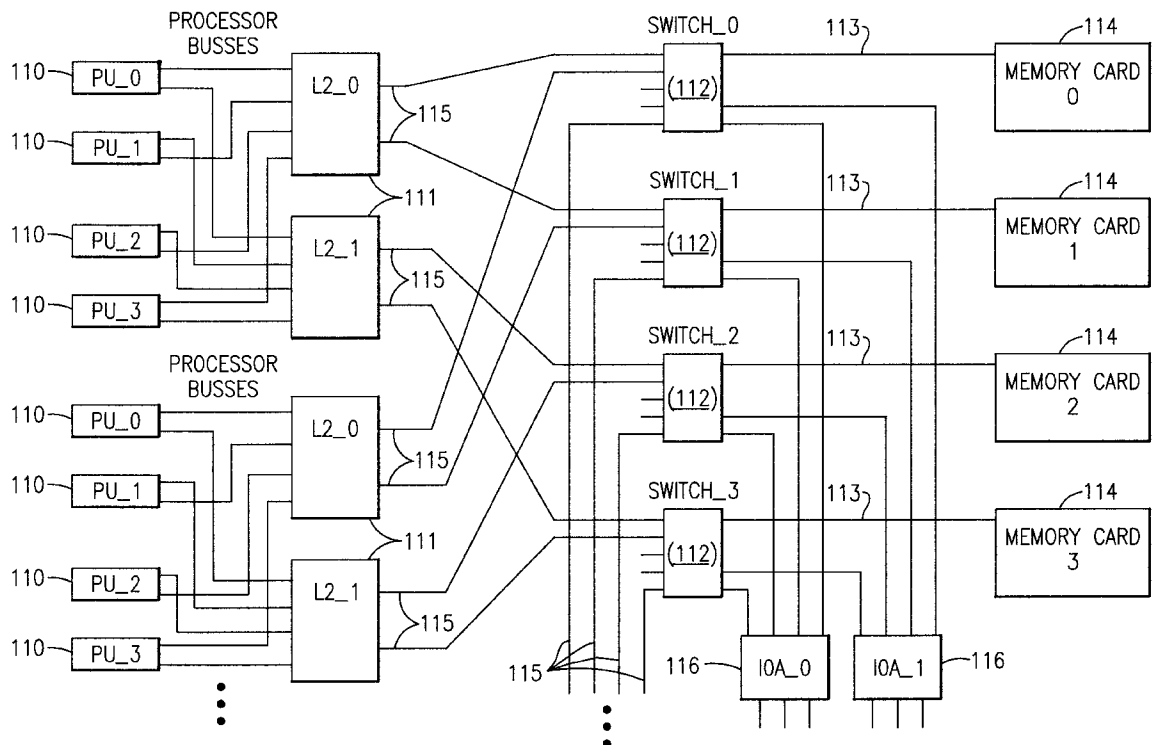 PROCESSOR
BUSSES
110
PU_0
110
PU_1
110
PU_2
110
PU_3
L2_0
115
111
L2_1
115
PROCESSOR
BUSSES
110
PU_0
110
PU_1
110
PU_2
110
PU_3
L2_0
115
111
L2_1
115
SWITCH_0
(112)
SWITCH_1
(112)
SWITCH_2
(112)
SWITCH_3
(112)
113
114
MEMORY CARD
0
113
114
MEMORY CARD
1
113
114
MEMORY CARD
2
113
114
MEMORY CARD
3
115
116
IOA_0
IOA_1
116